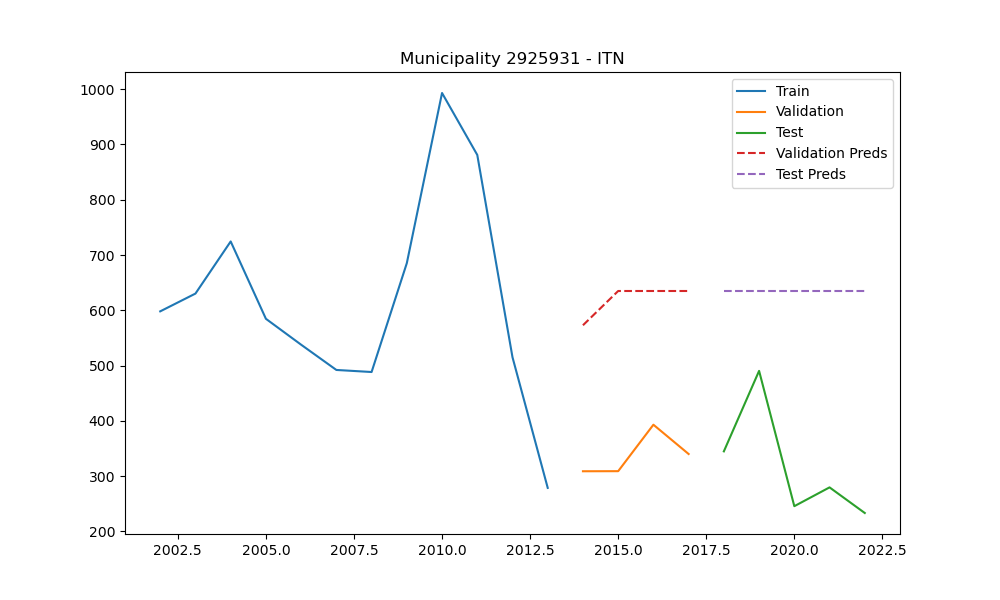 Municipality 2925931 - ITN
Train
Validation
Test
Validation Preds
Test Preds
1000
900
800
700
600
500
400
300
200
2002.5 2005.0 2007.5 2010.0 2012.5 2015.0 2017.5 2020.0 2022.5